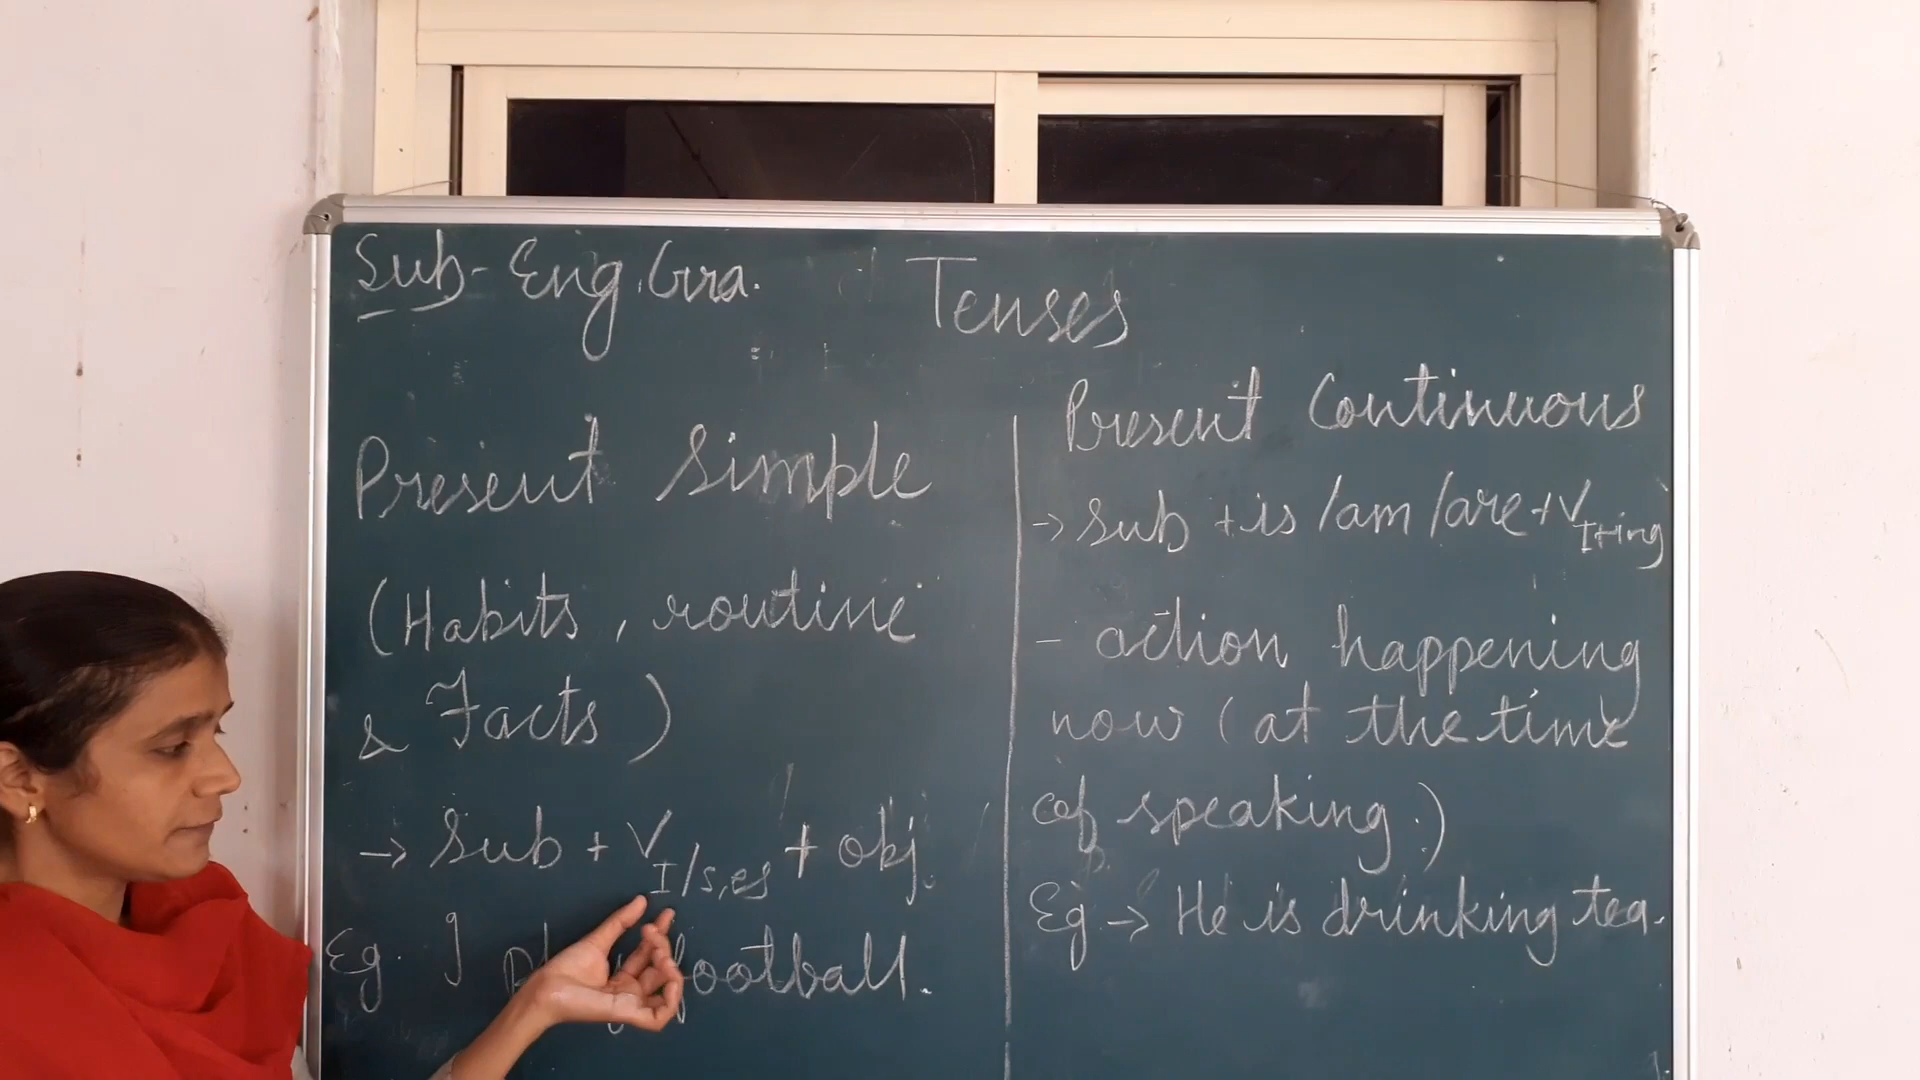 Sub- Eng. Gra.
Tenses
Present Simple
(Habits, routine
& Facts)
→ Sub + V I/s,es + obj.
Eg. I play football.
Present Continuous
→ sub + is /am /are + V I+ing
- action happening
now (at the time
of speaking.)
Eg → He is drinking tea.